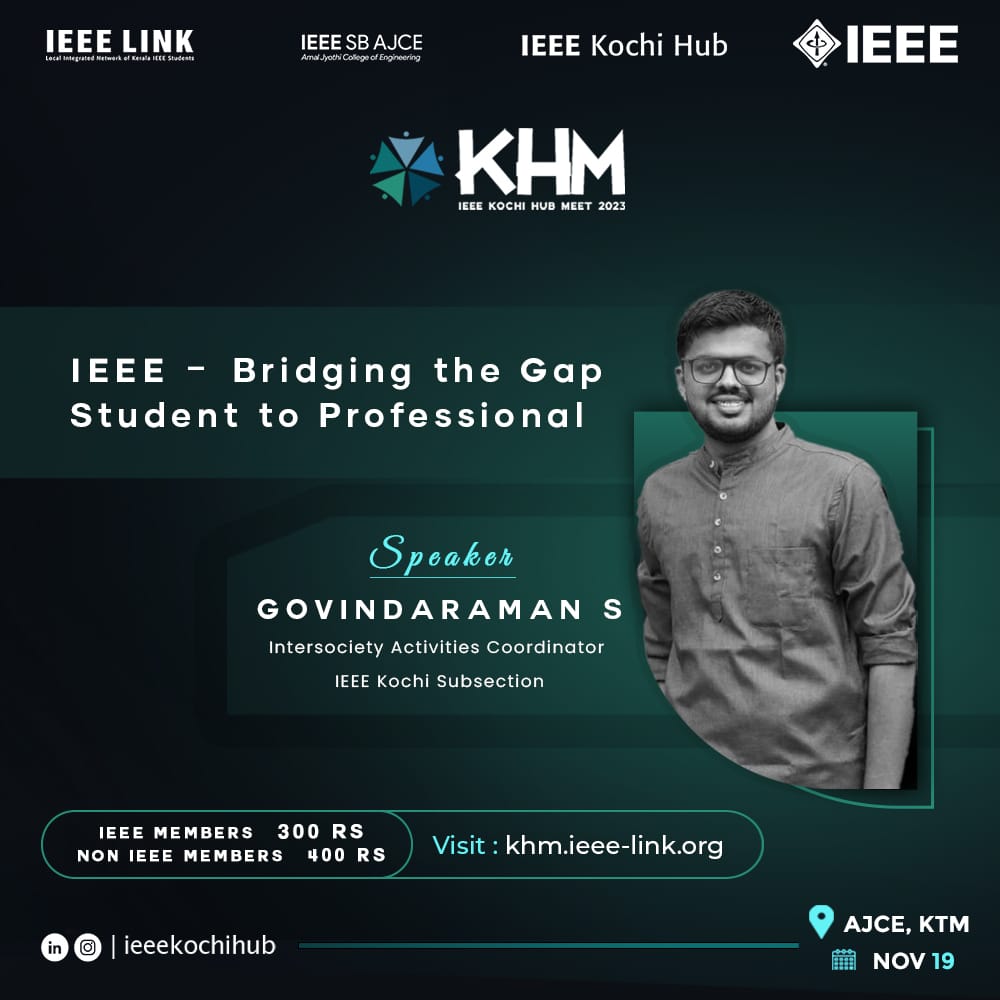 IEEE LINK
Local Integrated Network of Kerala IEEE Students
IEEE SB AJCE
Amal Jyothi College of Engineering
IEEE Kochi Hub
IEEE
KHM
IEEE KOCHI HUB MEET 2023
IEEE - Bridging the Gap
Student to Professional
Speaker
GOVINDARAMAN S
Intersociety Activities Coordinator
IEEE Kochi Subsection
IEEE MEMBERS 300 RS
NON IEEE MEMBERS 400 RS
Visit : khm.ieee-link.org
in | ieeekochihub
AJCE, KTM
NOV 19